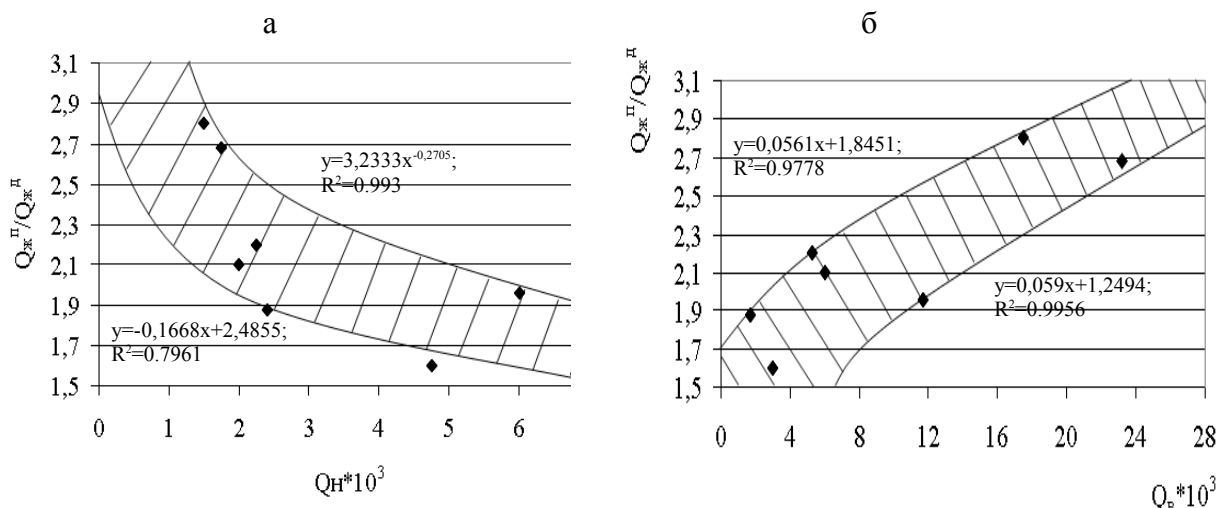 а
Qжᴨ/Qжᴰ
3,1
2,9
2,7
2,5
2,3
2,1
1,9
1,7
1,5
y=3,2333x⁻⁰,²⁷⁰⁵;
R²=0.993
y=-0,1668x+2,4855;
R²=0.7961
0 1 2 3 4 5 6
Qн*10³
б
Qжᴨ/Qжᴰ
3,1
2,9
2,7
2,5
2,3
2,1
1,9
1,7
1,5
y=0,0561x+1,8451;
R²=0.9778
y=0,059x+1,2494;
R²=0.9956
0 4 8 12 16 20 24 28
Qв*10³